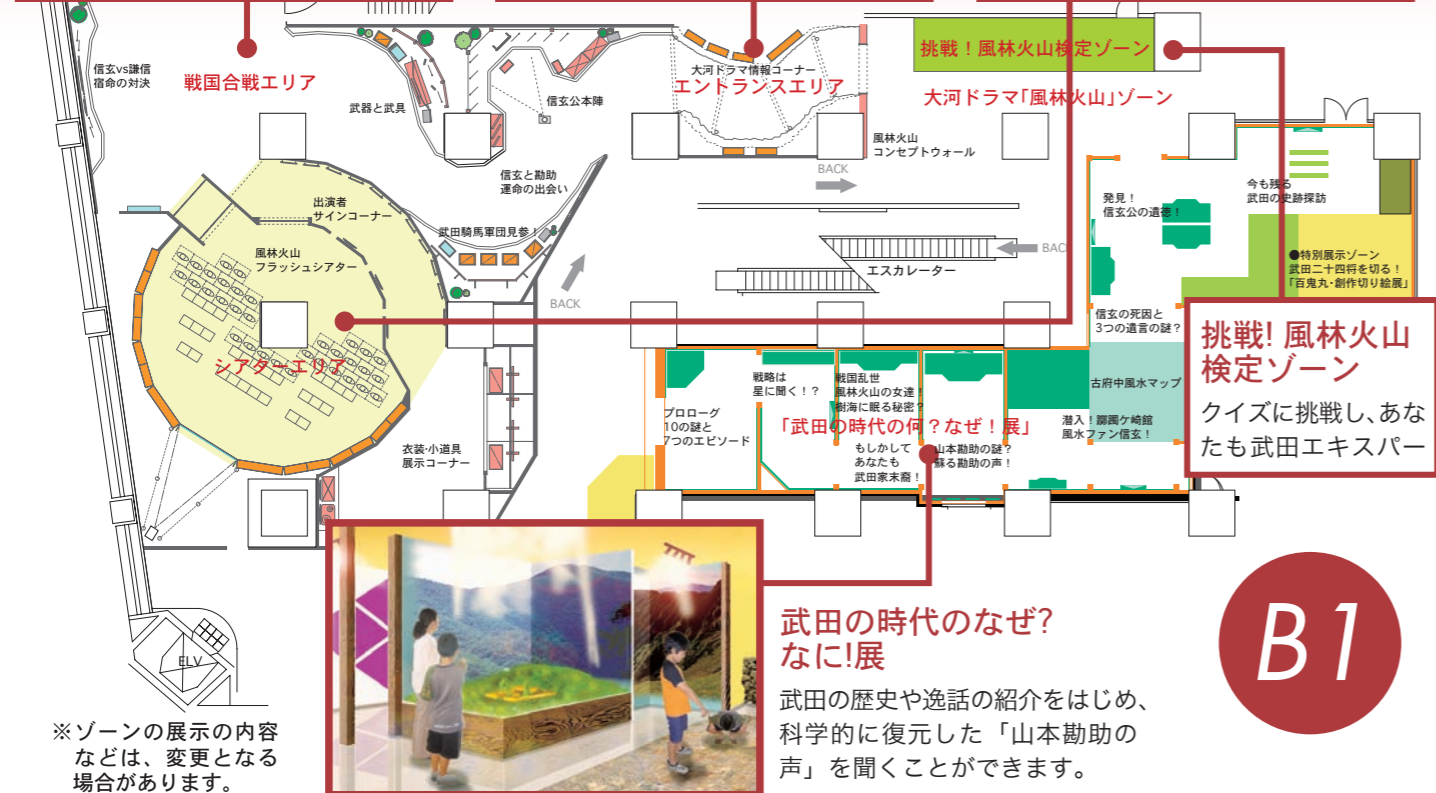 信玄vs謙信
宿命の対決
戦国合戦エリア
武器と武具
信玄公本陣
大河ドラマ情報コーナー
エントランスエリア
挑戦！風林火山検定ゾーン
大河ドラマ「風林火山」ゾーン
風林火山
コンセプトウォール
BACK
信玄と勘助
運命の出会い
出演者
サインコーナー
風林火山
フラッシュシアター
武田騎馬軍団見参！
BACK
エスカレーター
BACK
発見！
信玄公の遺徳！
今も残る
武田の史跡探訪
●特別展示ゾーン
武田二十四将を切る！
「百鬼丸・創作切り絵展」
シアターエリア
信玄の死因と
3つの遺言の謎？
挑戦! 風林火山
検定ゾーン
クイズに挑戦し、あな
たも武田エキスパー
プロローグ
10の謎と
7つのエピソード
戦略は
星に聞く！？
戦国乱世
風林火山の女達！
樹海に眠る秘密？
「武田の時代の何？なぜ！展」
もしかして
あなたも
武田家末裔！
山本勘助の謎？
蘇る勘助の声！
古府中風水マップ
潜入！躑躅ケ崎館
風水ファン信玄！
衣装・小道具
展示コーナー
ELV
武田の時代のなぜ?
なに!展
武田の歴史や逸話の紹介をはじめ、
科学的に復元した「山本勘助の
声」を聞くことができます。
B1
※ゾーンの展示の内容
などは、変更となる
場合があります。